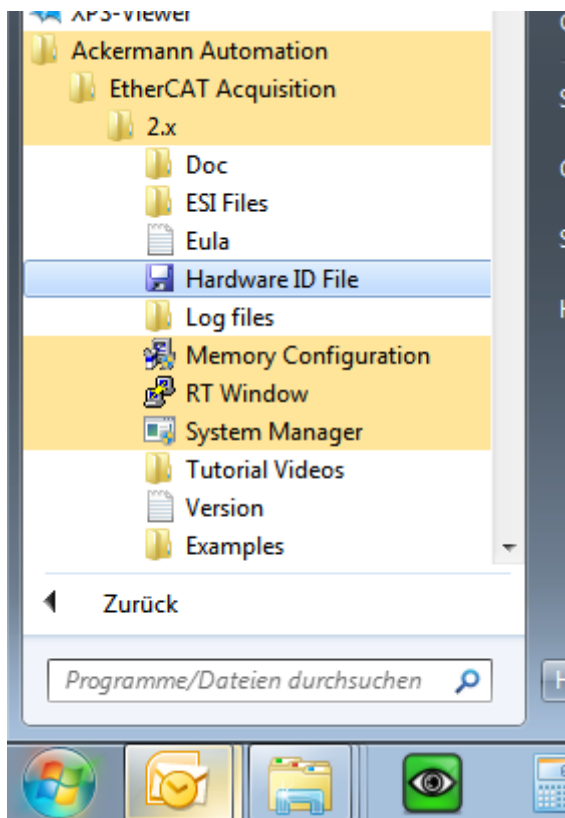 XPS-Viewer
Ackermann Automation
EtherCAT Acquisition
2.x
Doc
ESI Files
Eula
Hardware ID File
Log files
Memory Configuration
RT Window
System Manager
Tutorial Videos
Version
Examples
Zurück
Programme/Dateien durchsuchen